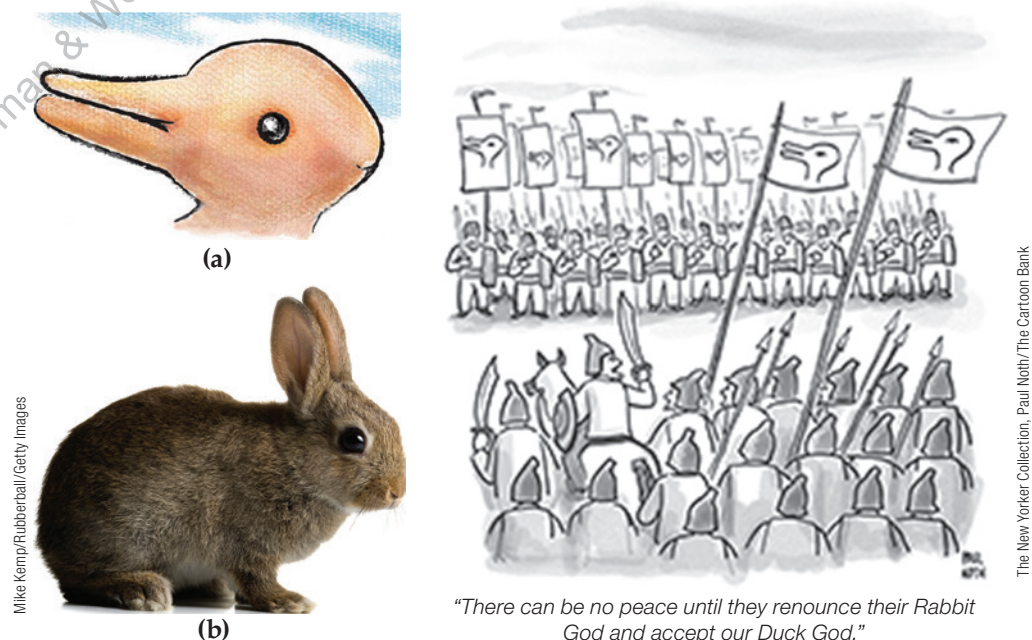 man & W
(a)
Mike Kemp/Rubberball/Getty Images
(b)
The New Yorker Collection, Paul Noth/The Cartoon Bank
“There can be no peace until they renounce their Rabbit
God and accept our Duck God.”